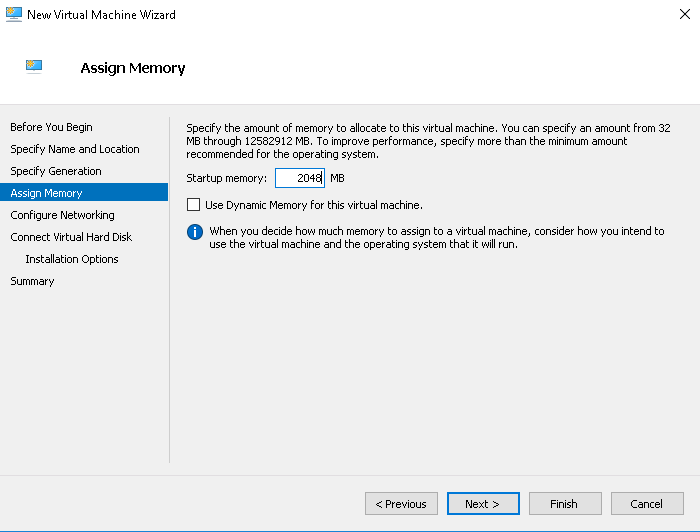 New Virtual Machine Wizard
Assign Memory
Before You Begin
Specify Name and Location
Specify Generation
Assign Memory
Configure Networking
Connect Virtual Hard Disk
Installation Options
Summary
Specify the amount of memory to allocate to this virtual machine. You can specify an amount from 32
MB through 12582912 MB. To improve performance, specify more than the minimum amount
recommended for the operating system.
Startup memory: 2048 MB
Use Dynamic Memory for this virtual machine.
When you decide how much memory to assign to a virtual machine, consider how you intend to
use the virtual machine and the operating system that it will run.
< Previous Next > Finish Cancel